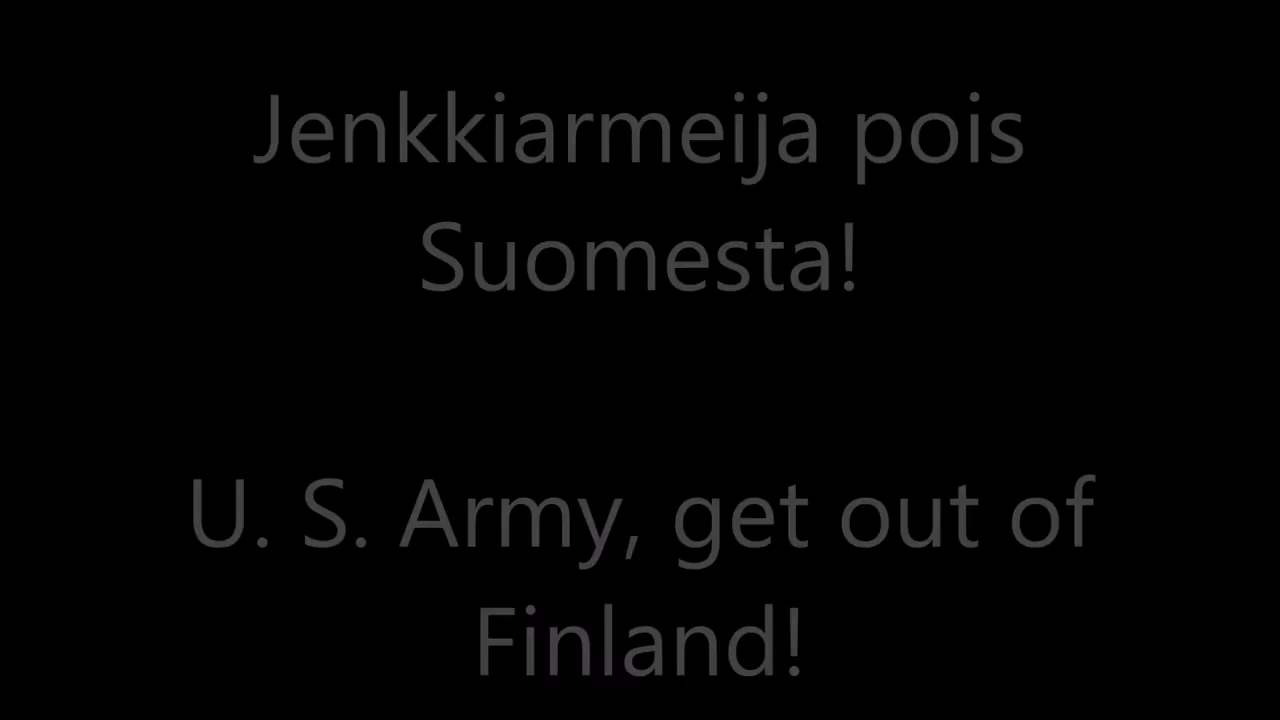 Jenkkiarmeija pois
Suomesta!
U. S. Army, get out of
Finland!